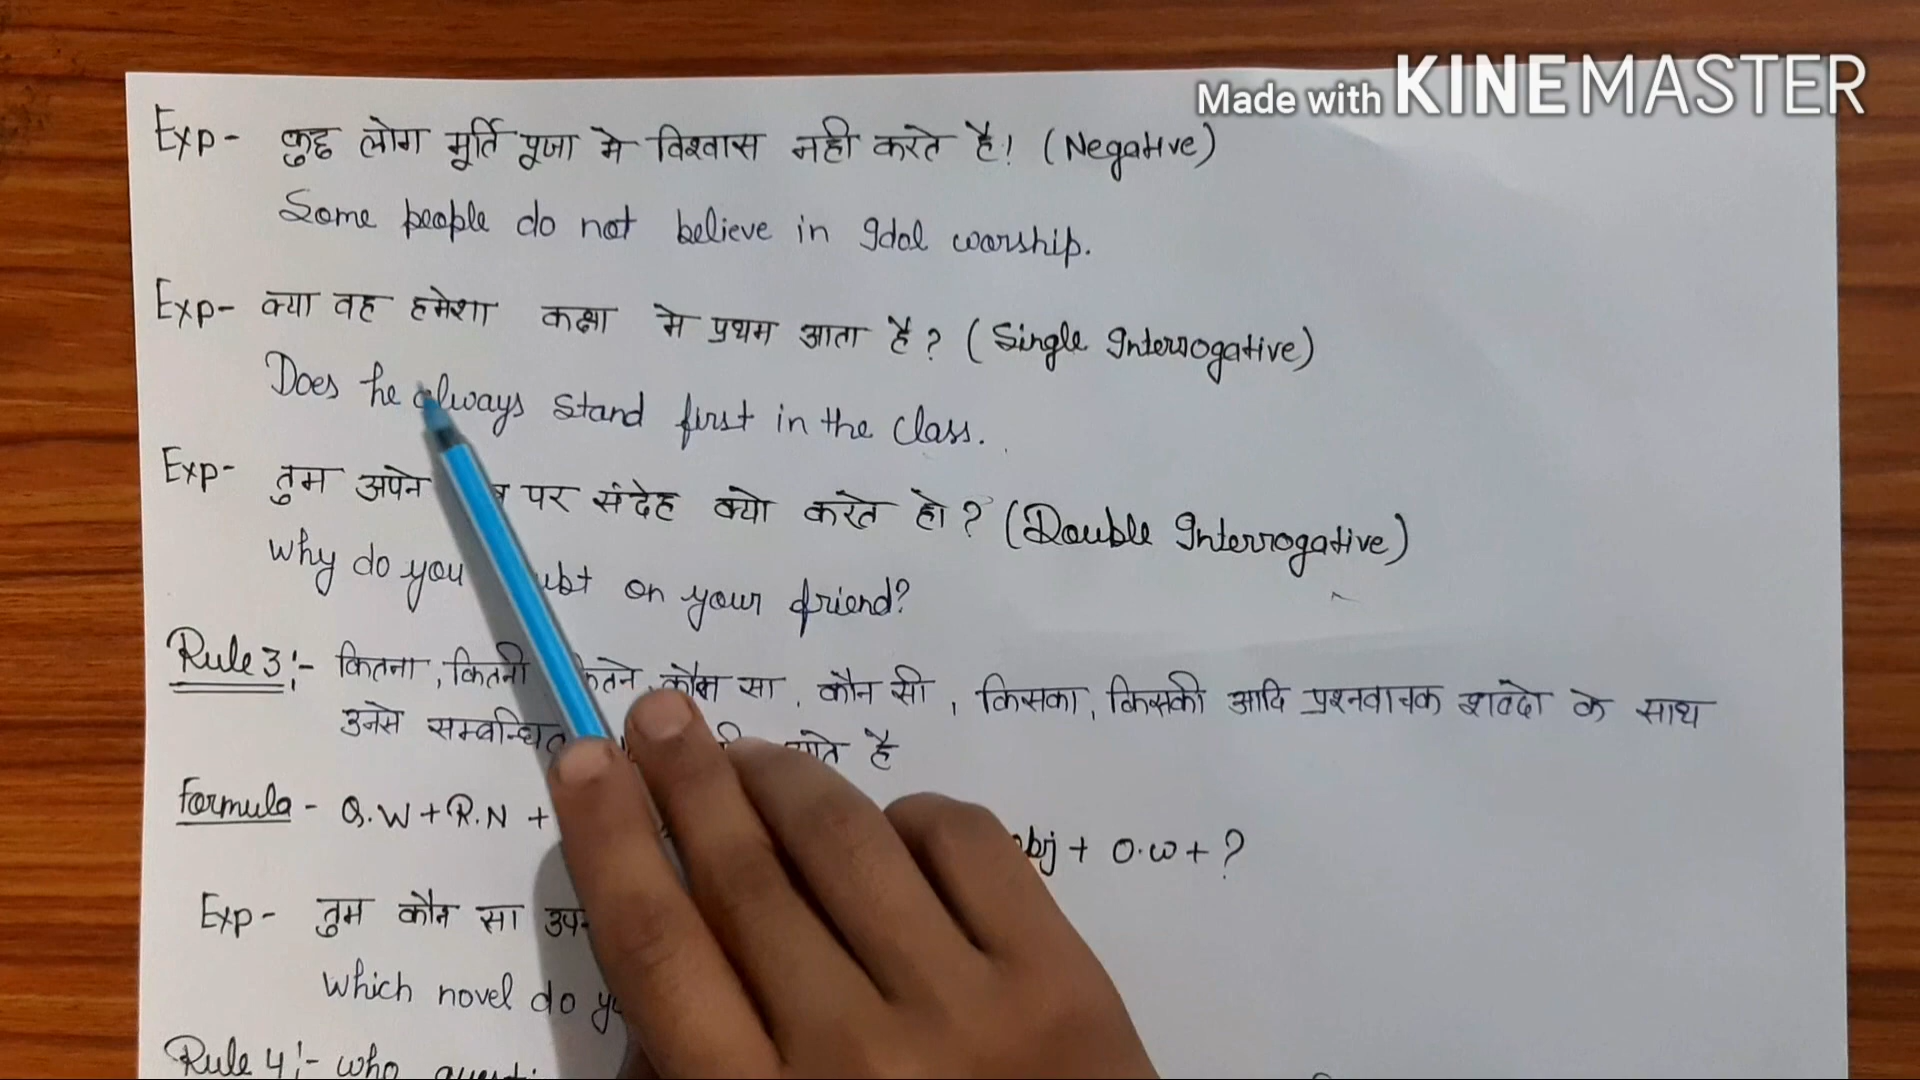 Made with KINEMASTER
Exp- कुछ लोग मूर्ति पूजा मे विश्वास नही करते है। (Negative)
Some people do not believe in Idol worship.
Exp- क्या वह हमेशा कक्षा मे प्रथम आता है? (Single Interrogative)
Does he always stand first in the class.
Exp- तुम अपने पर संदेह क्यो करते हो? (Double Interrogative)
Why do you on your friend?
Rule 3:- कितना, कितनी, कौन सा, कौन सी, किसका, किसकी आदि प्रश्नवाचक शब्दो के साथ
उनसे सम्बन्धित है
Formula - Q.W + R.N + obj + O.W + ?
Exp- तुम कौन सा
Which novel do
Rule 4:- who